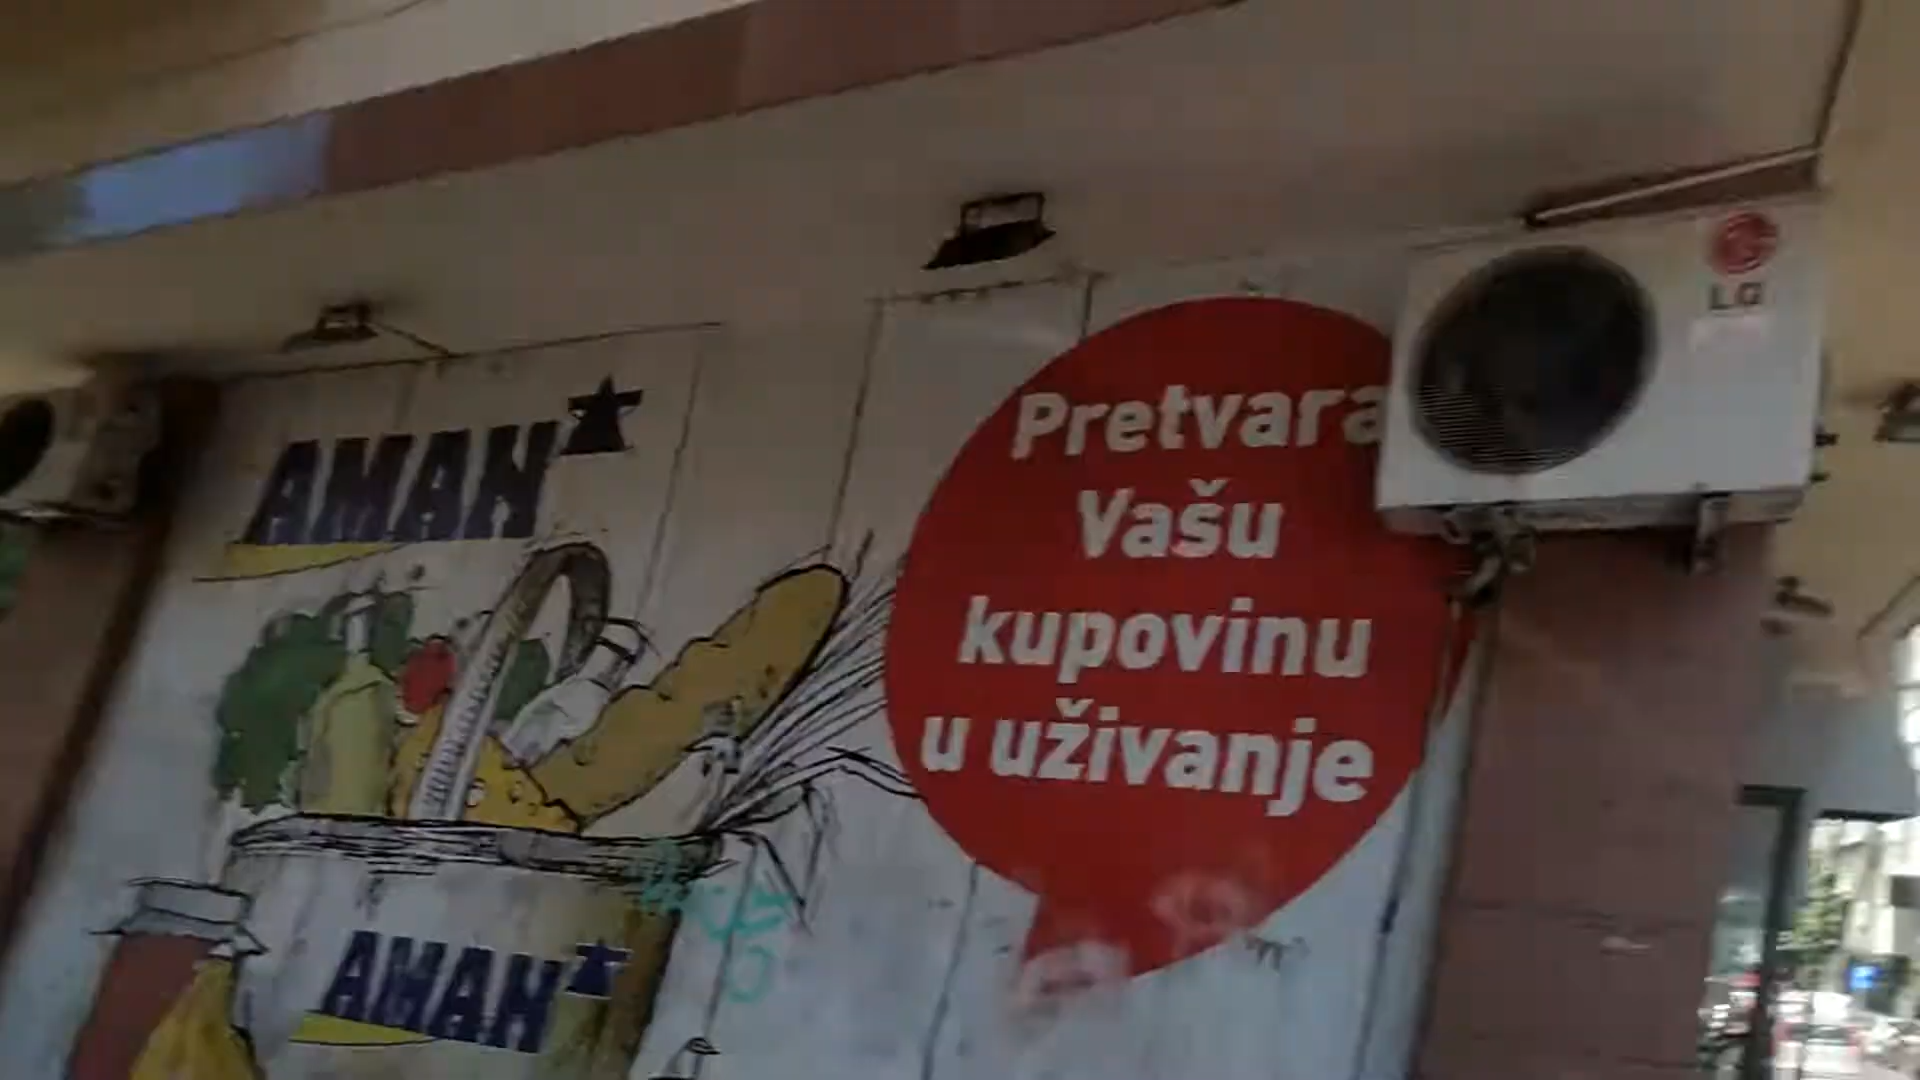 AMAN
Pretvara
Vašu
kupovinu
u uživanje
LG
AMAN